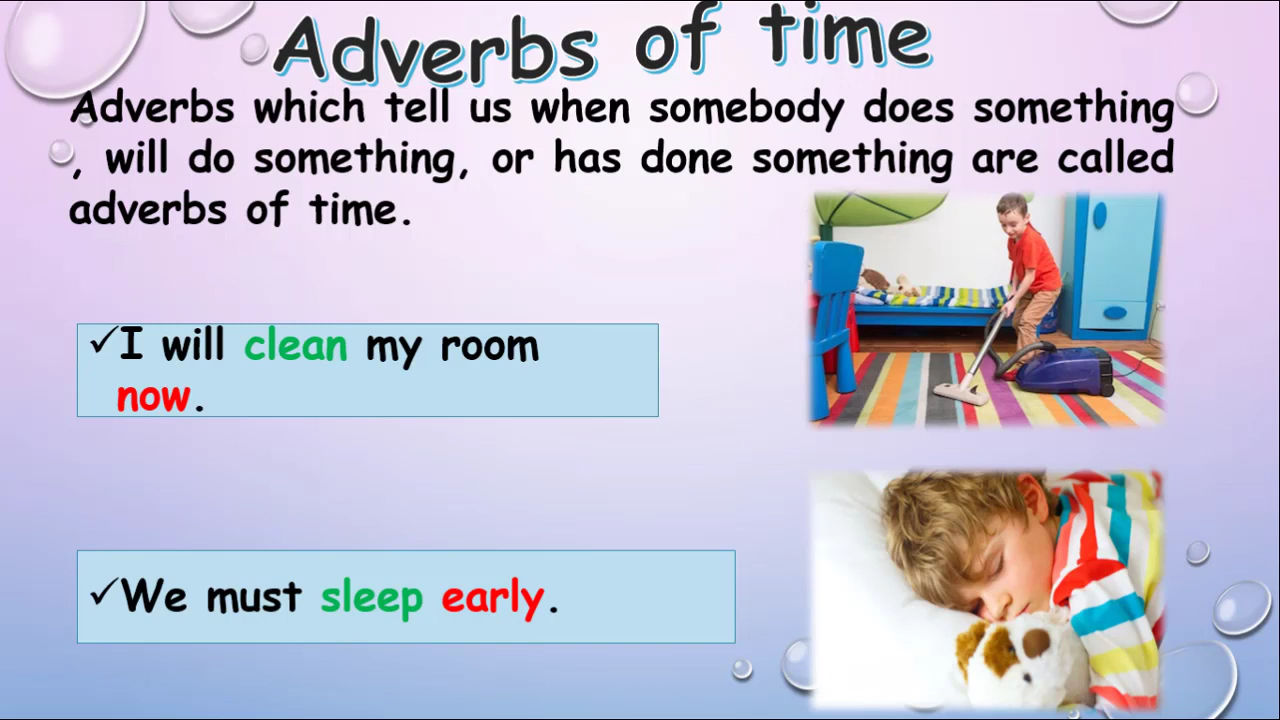 Adverbs of time
Adverbs which tell us when somebody does something
, will do something, or has done something are called
adverbs of time.
✓I will clean my room
now.
✓We must sleep early.